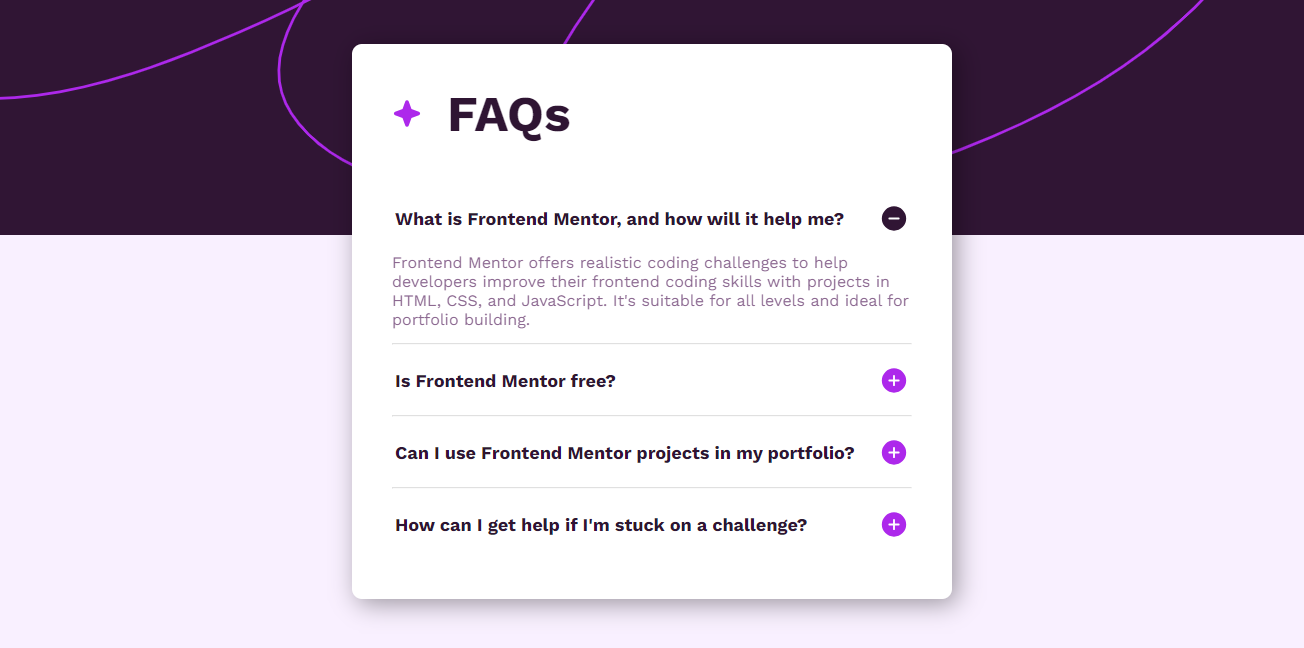 FAQs
What is Frontend Mentor, and how will it help me?
Frontend Mentor offers realistic coding challenges to help
developers improve their frontend coding skills with projects in
HTML, CSS, and JavaScript. It's suitable for all levels and ideal for
portfolio building.
Is Frontend Mentor free?
Can I use Frontend Mentor projects in my portfolio?
How can I get help if I'm stuck on a challenge?